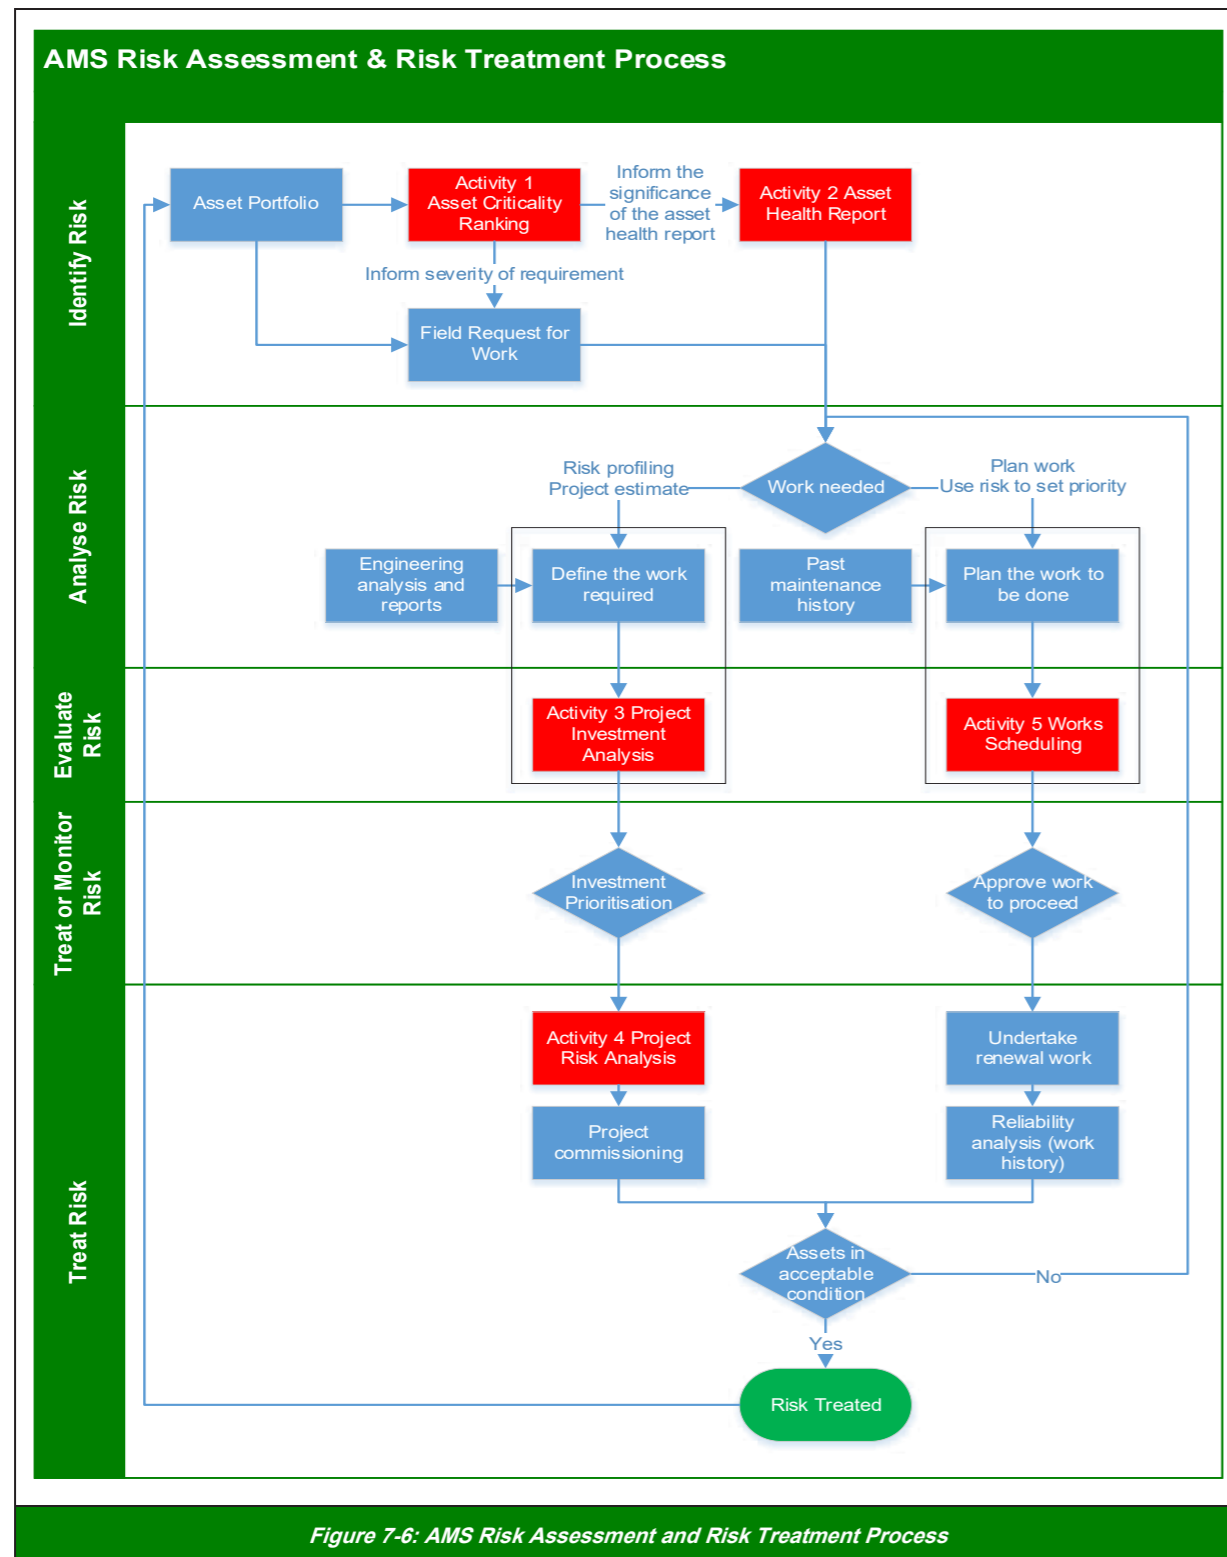 AMS Risk Assessment & Risk Treatment Process
Identify Risk
Asset Portfolio
Activity 1
Asset Criticality
Ranking
Inform the
significance
of the asset
health report
Activity 2 Asset
Health Report
Inform severity of requirement
Field Request for
Work
Analyse Risk
Risk profiling
Project estimate
Work needed
Plan work
Use risk to set priority
Engineering
analysis and
reports
Define the work
required
Past
maintenance
history
Plan the work to
be done
Evaluate
Risk
Activity 3 Project
Investment
Analysis
Activity 5 Works
Scheduling
Treat or Monitor
Risk
Investment
Prioritisation
Approve work
to proceed
Treat Risk
Activity 4 Project
Risk Analysis
Undertake
renewal work
Project
commissioning
Reliability
analysis (work
history)
Assets in
acceptable
condition
No
Yes
Risk Treated
Figure 7-6: AMS Risk Assessment and Risk Treatment Process